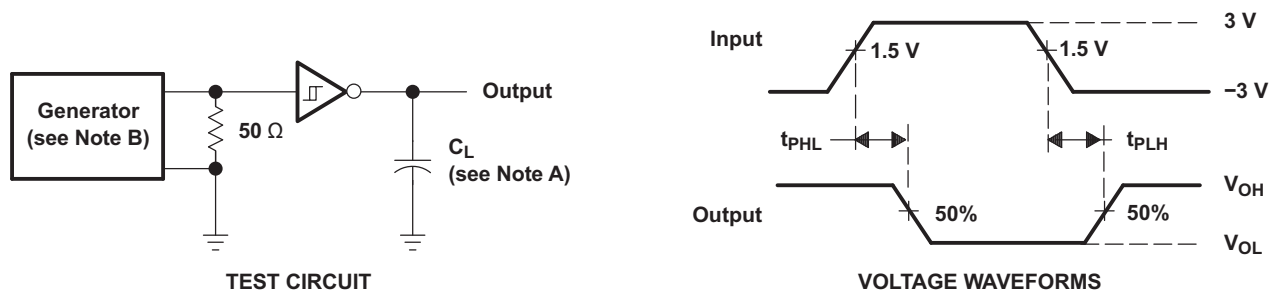 Generator
(see Note B)
50 Ω
Output
CL
(see Note A)
TEST CIRCUIT
Input
1.5 V
1.5 V
3 V
−3 V
tPHL
tPLH
Output
50%
50%
VOH
VOL
VOLTAGE WAVEFORMS